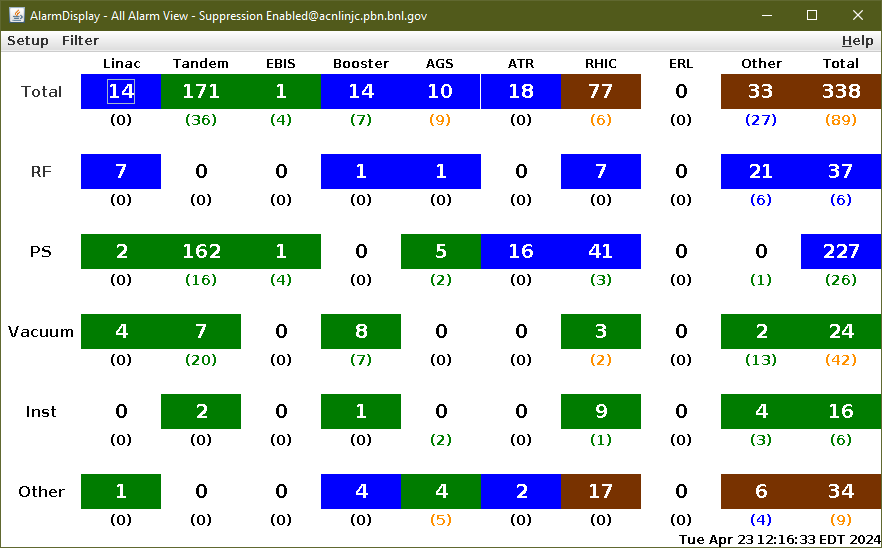 AlarmDisplay - All Alarm View - Suppression Enabled@acnlinjc.pbn.bnl.gov
Setup Filter Help
Linac Tandem EBIS Booster AGS ATR RHIC ERL Other Total
Total 14 171 1 14 10 18 77 0 33 338
(0) (36) (4) (7) (9) (0) (6) (0) (27) (89)
RF 7 0 0 1 1 0 7 0 21 37
(0) (0) (0) (0) (0) (0) (0) (0) (6) (6)
PS 2 162 1 0 5 16 41 0 0 227
(0) (16) (4) (0) (2) (0) (3) (0) (1) (26)
Vacuum 4 7 0 8 0 0 3 0 2 24
(0) (20) (0) (7) (0) (0) (2) (0) (13) (42)
Inst 0 2 0 1 0 0 9 0 4 16
(0) (0) (0) (0) (2) (0) (1) (0) (3) (6)
Other 1 0 0 4 4 2 17 0 6 34
(0) (0) (0) (0) (5) (0) (0) (0) (4) (9)
Tue Apr 23 12:16:33 EDT 2024